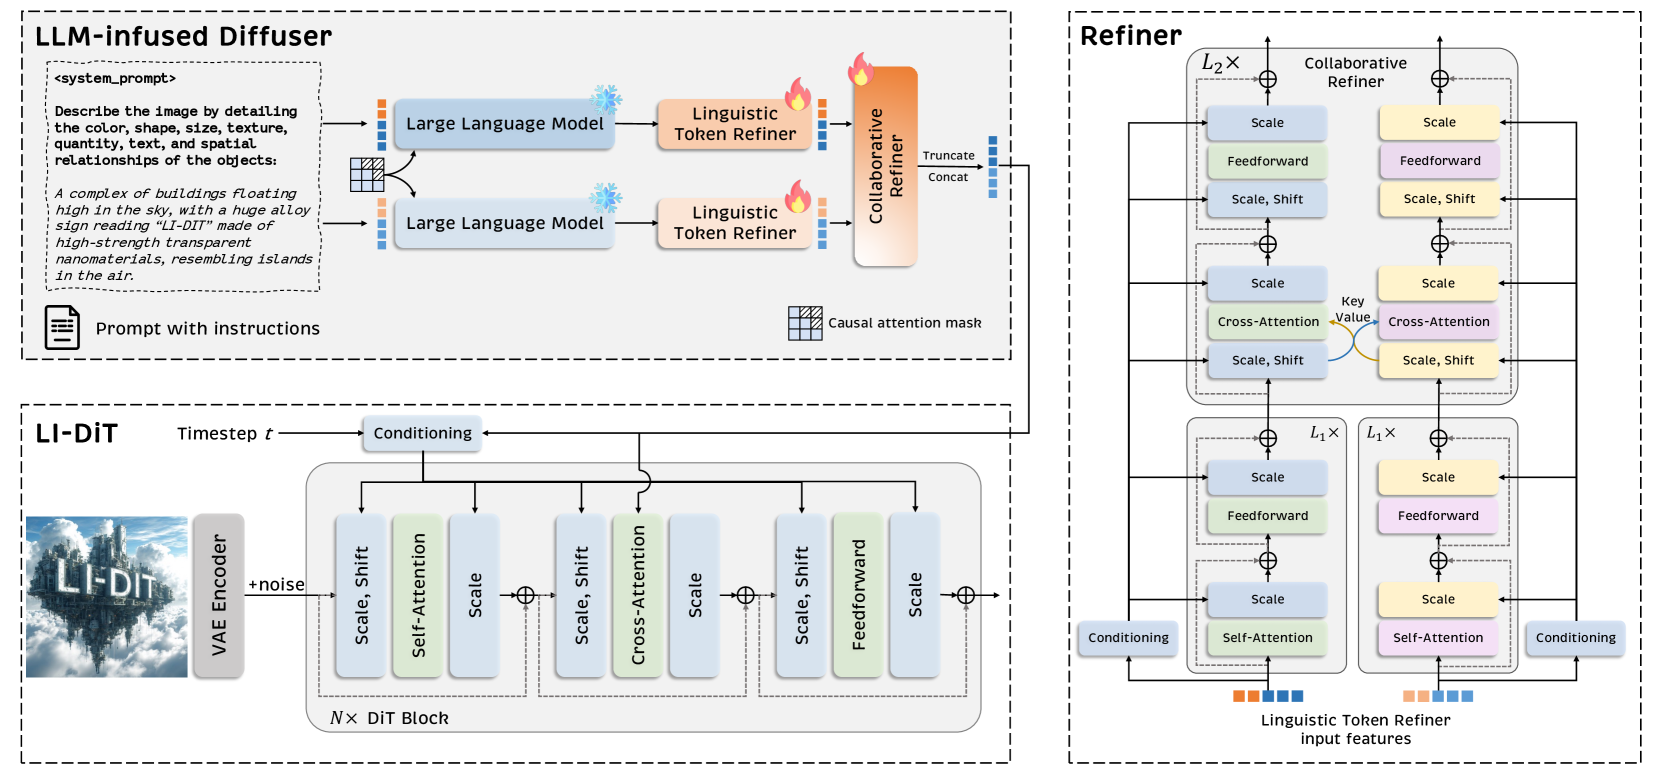 LLM-infused Diffuser
<system_prompt>
Describe the image by detailing
the color, shape, size, texture,
quantity, text, and spatial
relationships of the objects:
A complex of buildings floating
high in the sky, with a huge alloy
sign reading “LI-DIT” made of
high-strength transparent
nanomaterials, resembling islands
in the air.
Prompt with instructions
Large Language Model
Linguistic
Token Refiner
Large Language Model
Linguistic
Token Refiner
Collaborative
Refiner
Truncate
Concat
Causal attention mask
LI-DiT
Timestep t
Conditioning
LI-DiT
VAE Encoder
+noise
Scale, Shift
Self-Attention
Scale
Scale, Shift
Cross-Attention
Scale
Scale, Shift
Feedforward
Scale
N× DiT Block
Refiner
L₂×
Collaborative
Refiner
Scale
Scale
Feedforward
Feedforward
Scale, Shift
Scale, Shift
Scale
Scale
Key
Value
Cross-Attention
Cross-Attention
Scale, Shift
Scale, Shift
L₁×
L₁×
Scale
Scale
Feedforward
Feedforward
Scale
Scale
Conditioning
Self-Attention
Self-Attention
Conditioning
Linguistic Token Refiner
input features